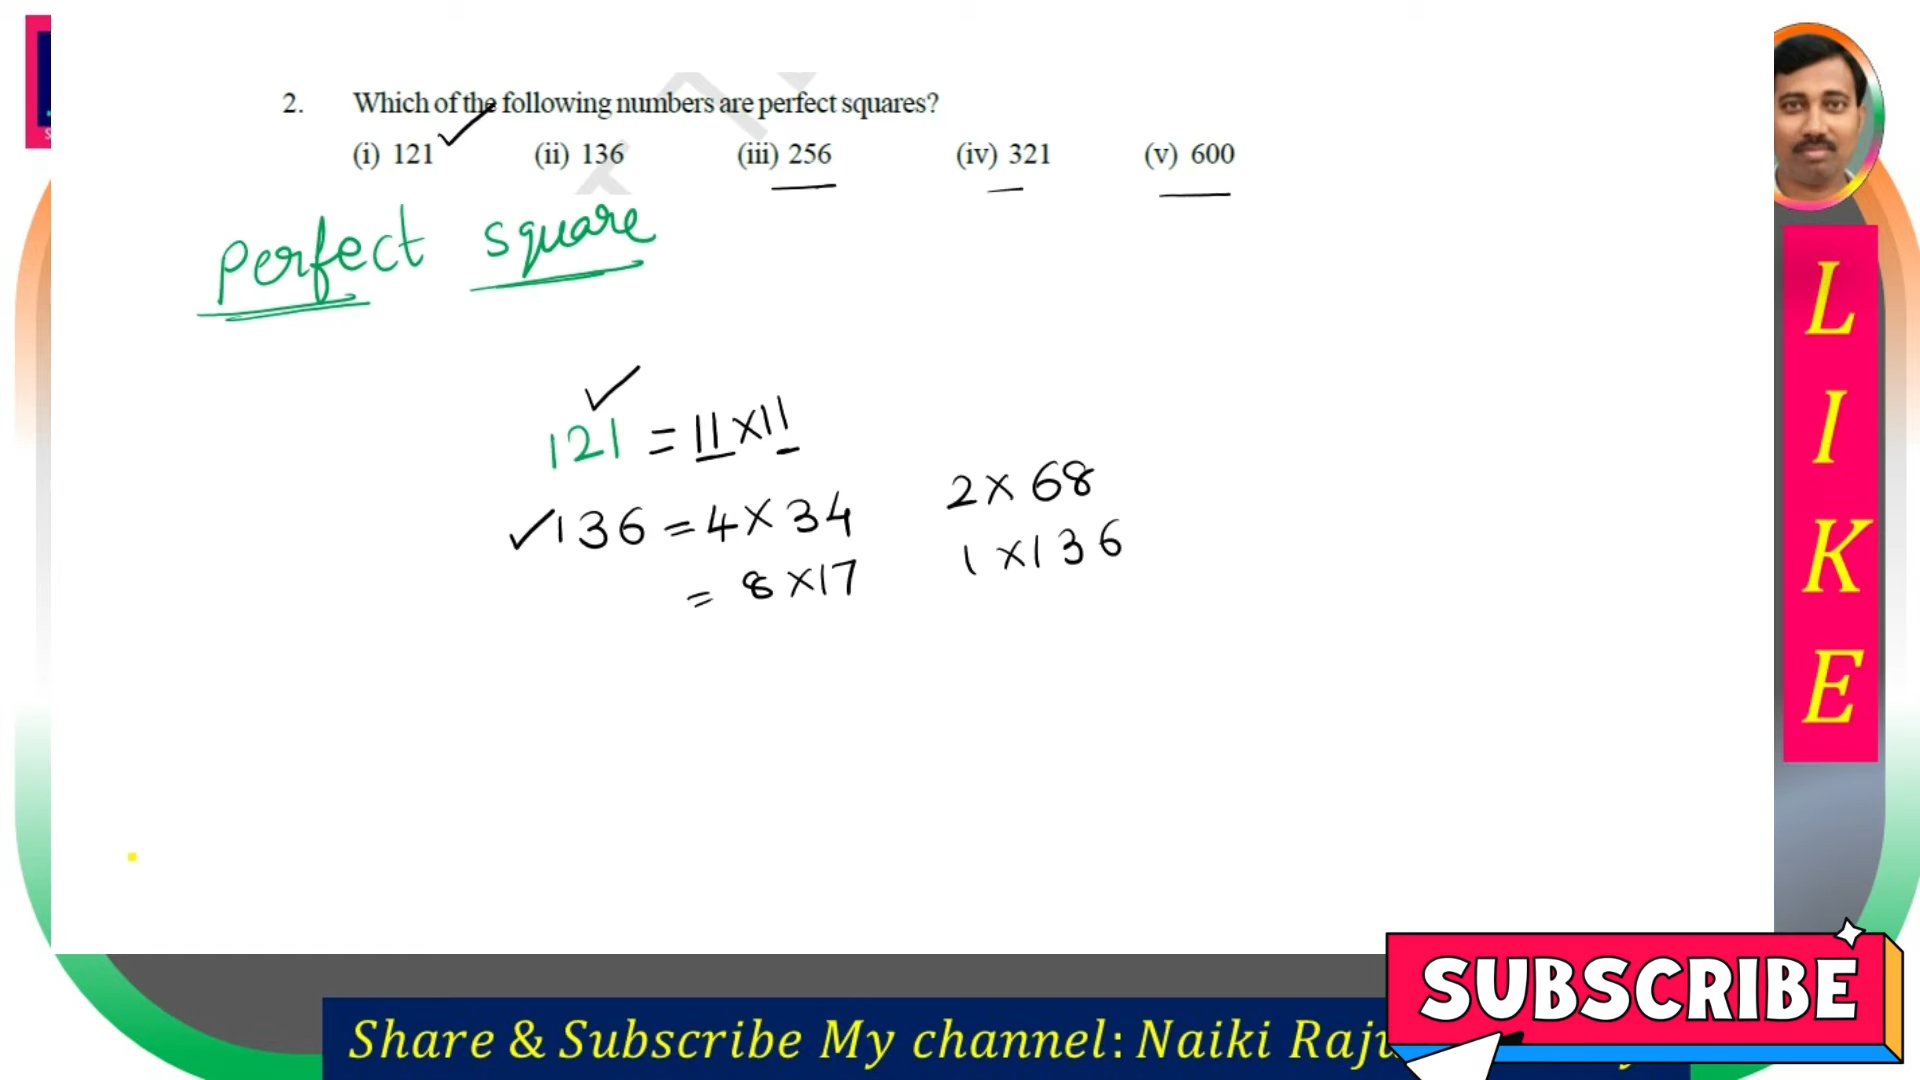 2. Which of the following numbers are perfect squares?
(i) 121 (ii) 136 (iii) 256 (iv) 321 (v) 600
perfect square
121 = 11 × 11
136 = 4 × 34
= 8 × 17
2 × 68
1 × 136
L
I
K
E
SUBSCRIBE
Share & Subscribe My channel: Naiki